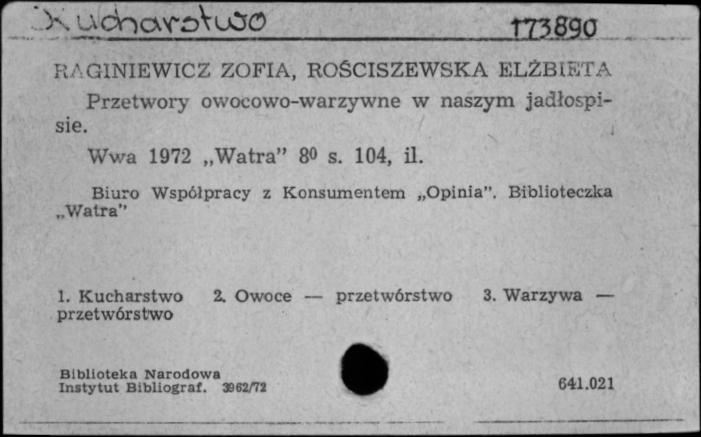 Kucharstwo 173890
RAGINIEWICZ ZOFIA, ROŚCISZEWSKA ELŻBIETA
Przetwory owocowo-warzywne w naszym jadłospi-
sie.
Wwa 1972 „Watra” 8⁰ s. 104, il.
Biuro Współpracy z Konsumentem „Opinia”. Biblioteczka
„Watra”
1. Kucharstwo 2. Owoce — przetwórstwo 3. Warzywa —
przetwórstwo
Biblioteka Narodowa
Instytut Bibliograf. 3962/72 641.021